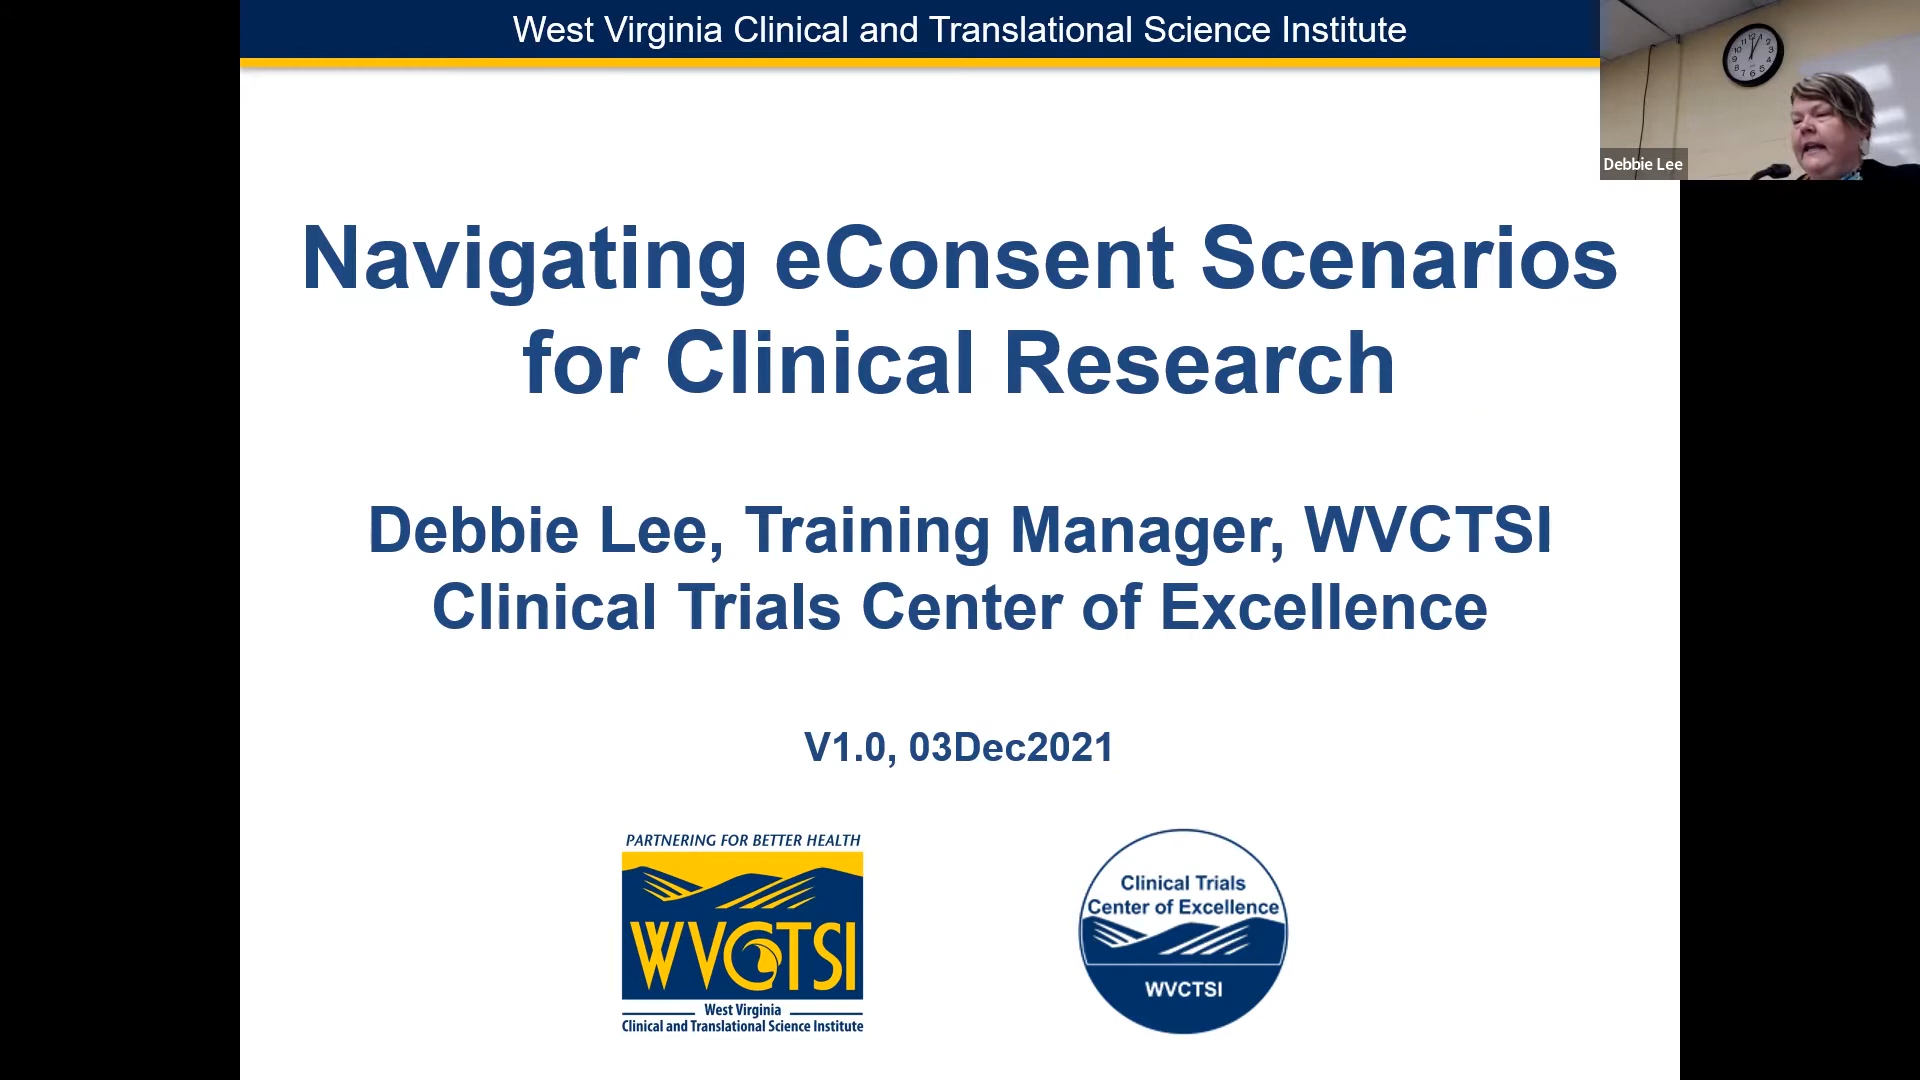 West Virginia Clinical and Translational Science Institute
Debbie Lee
Navigating eConsent Scenarios
for Clinical Research
Debbie Lee, Training Manager, WVCTSI
Clinical Trials Center of Excellence
V1.0, 03Dec2021
PARTNERING FOR BETTER HEALTH
WVCTSI
West Virginia
Clinical and Translational Science Institute
Clinical Trials
Center of Excellence
WVCTSI